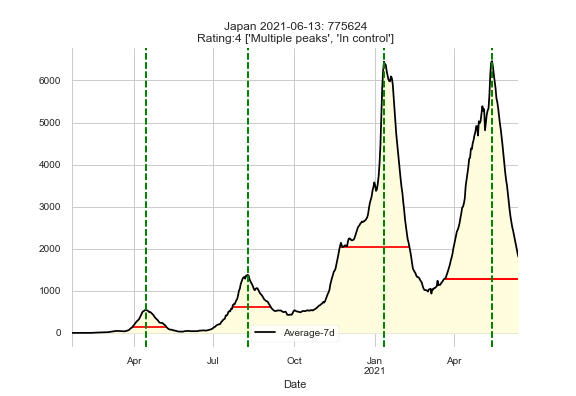 Japan 2021-06-13: 775624
Rating:4 ['Multiple peaks', 'In control']
6000
5000
4000
3000
2000
1000
0
Average-7d
Apr
Jul
Oct
Jan
2021
Apr
Date